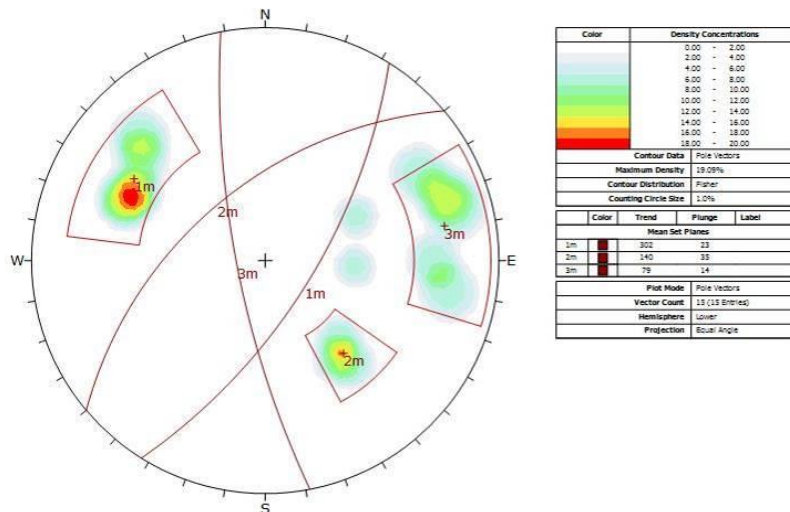 N
W
E
S
1m
2m
3m
3m
1m
2m
Color Density Concentrations
0.00 - 2.00
2.00 - 4.00
4.00 - 6.00
6.00 - 8.00
8.00 - 10.00
10.00 - 12.00
12.00 - 14.00
14.00 - 16.00
16.00 - 18.00
18.00 - 20.00
Contour Data Pole Vectors
Maximum Density 19.09%
Contour Distribution Fisher
Counting Circle Size 1.0%
Color Trend Plunge Label
Mean Set Planes
1m 302 23
2m 140 35
3m 79 14
Plot Mode Pole Vectors
Vector Count 15 (15 Entries)
Hemisphere Lower
Projection Equal Angle